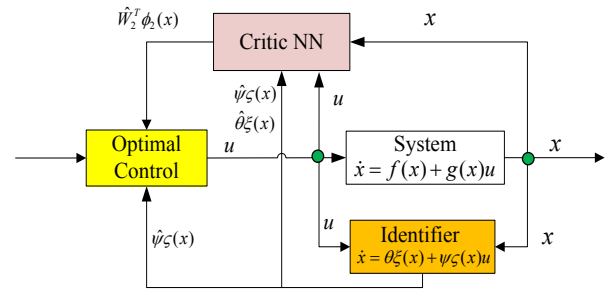 Ŵ₂ᵀϕ₂(x)
Critic NN
x
ψ̂ς(x)
θ̂ξ(x)
u
Optimal
Control
u
System
ẋ = f(x) + g(x)u
x
ψ̂ς(x)
u
Identifier
ẋ = θξ(x) + ψς(x)u
x